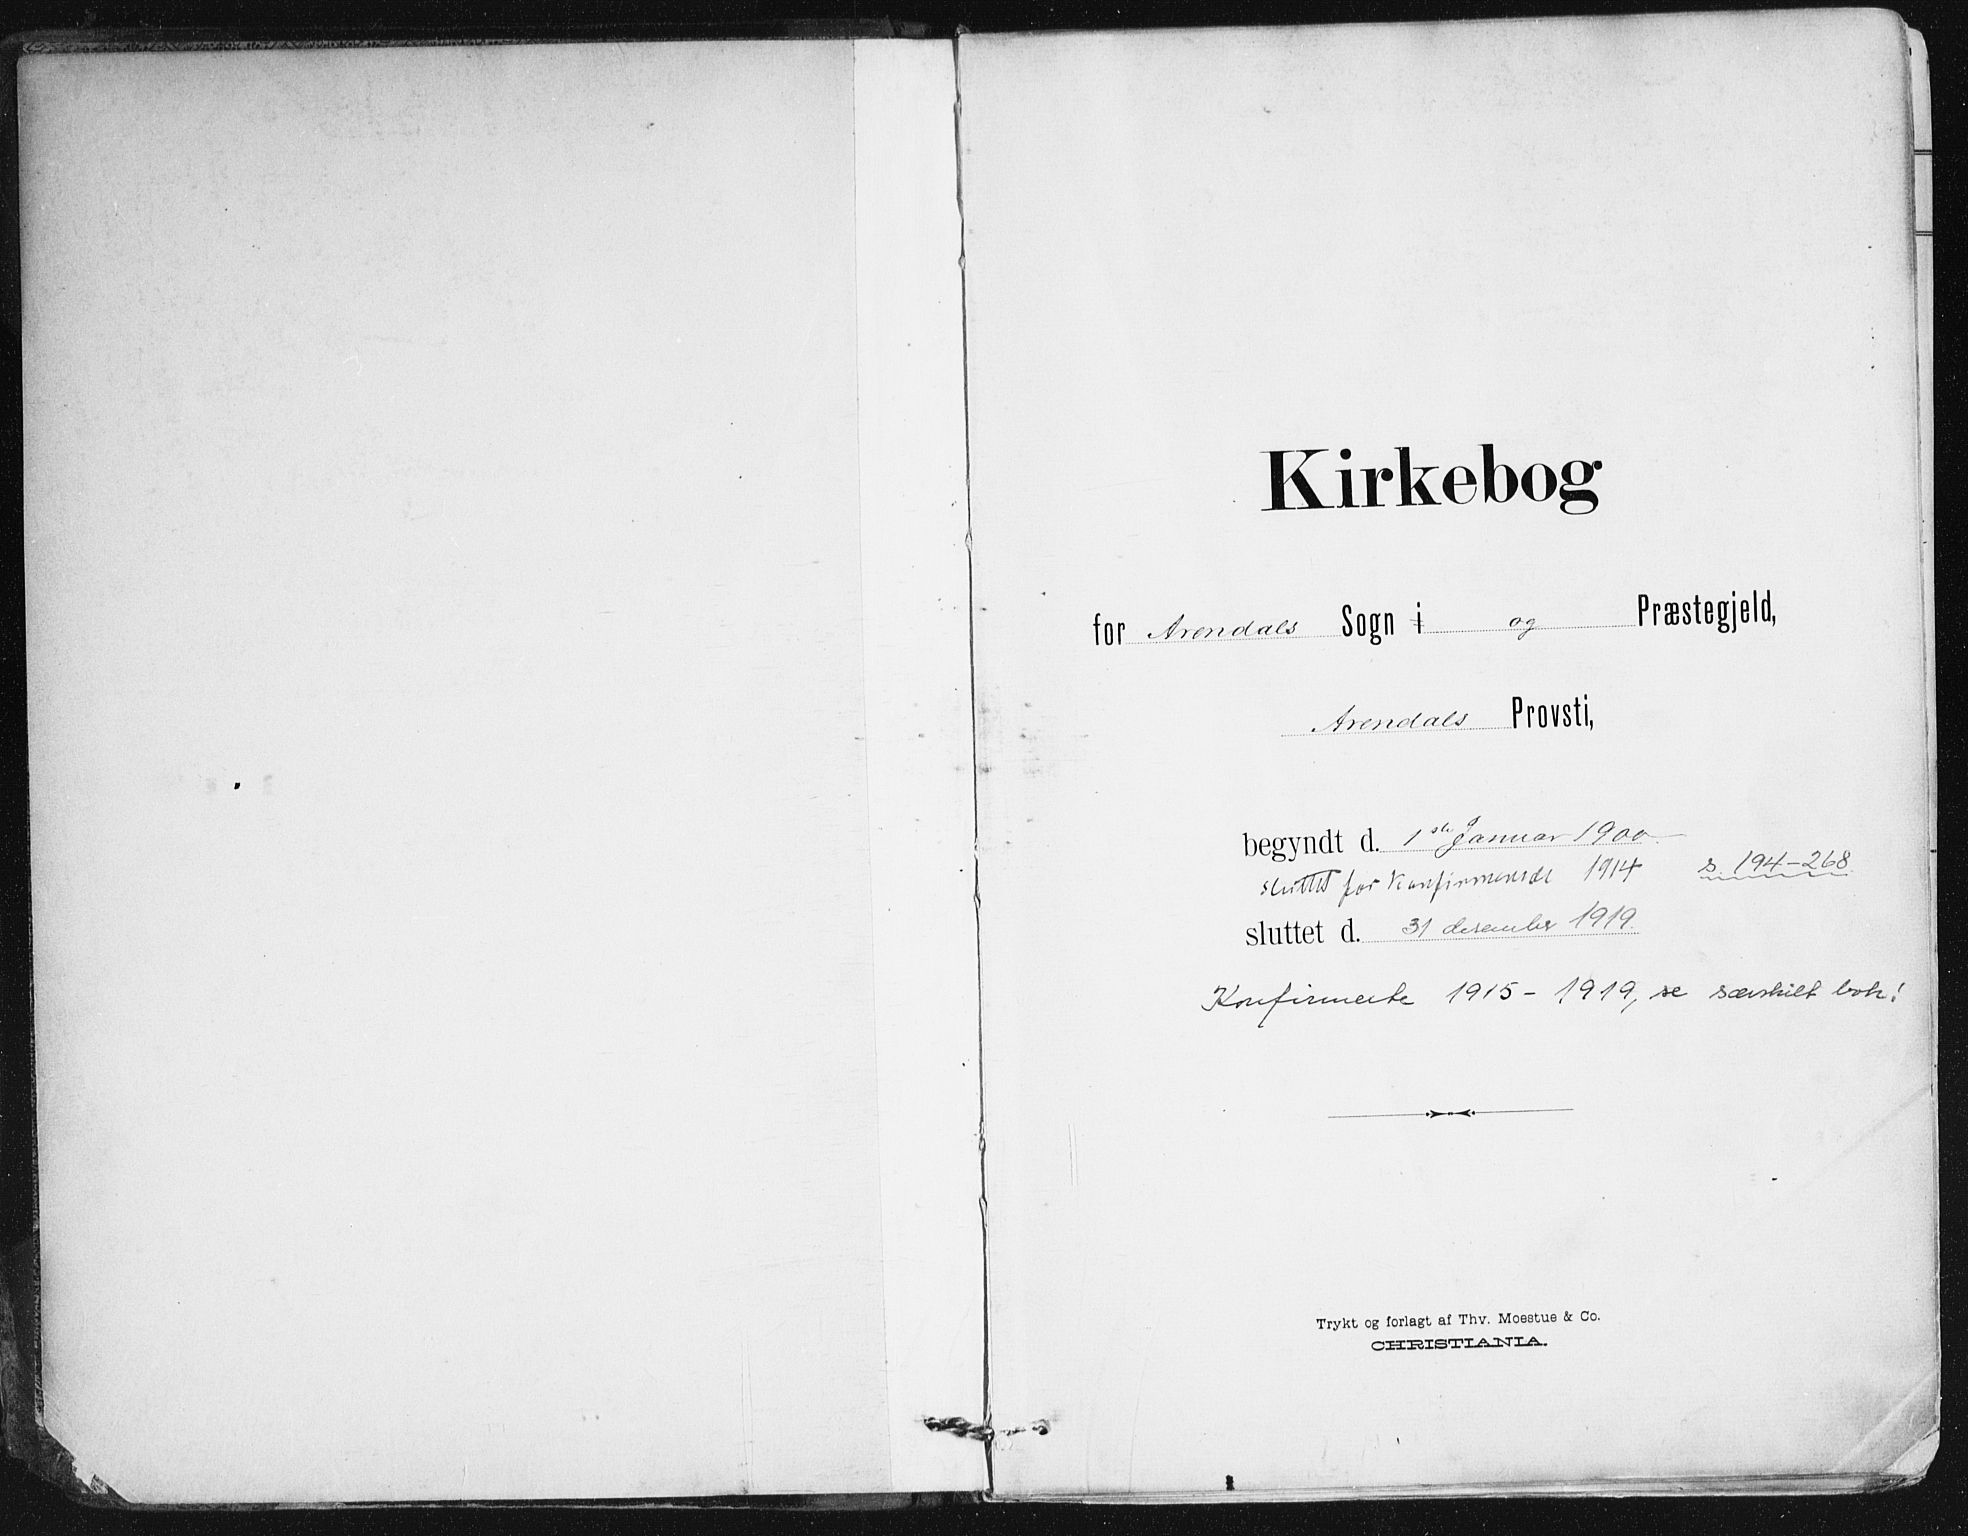 Kirkebog
for Arendals Sogn i og Præstegjeld,
Arendals Provsti,
begyndt d. 1ste Januar 1900
sluttet for Konfirmerede 1914 s. 194-268
sluttet d. 31 desember 1919.
Konfirmerte 1915 - 1919, se særskilt bok!
Trykt og forlagt af Thv. Moestue & Co.
CHRISTIANIA.